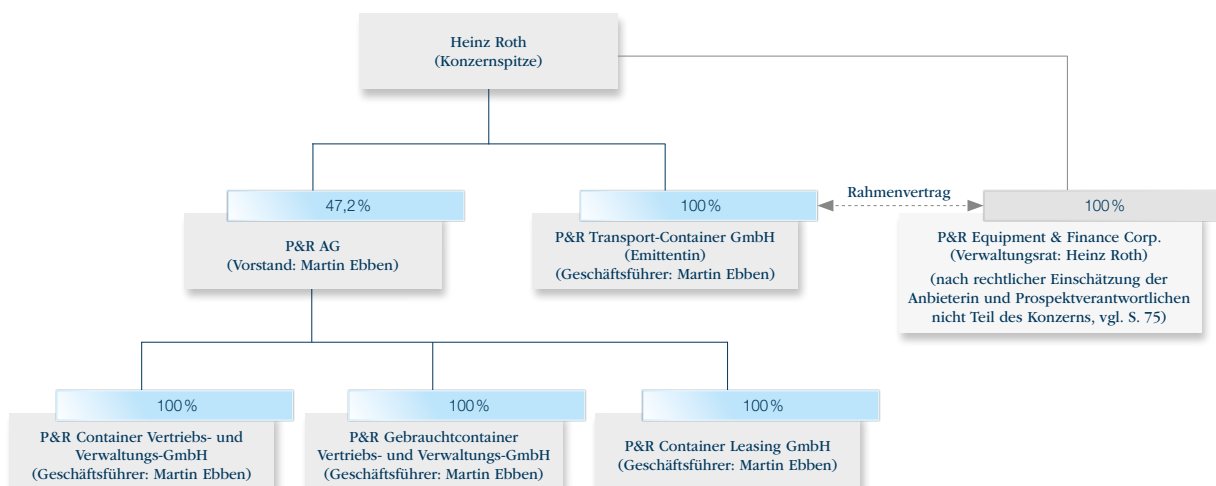 Heinz Roth
(Konzernspitze)
47,2 %
P&R AG
(Vorstand: Martin Ebben)
100 %
P&R Transport-Container GmbH
(Emittentin)
(Geschäftsführer: Martin Ebben)
Rahmenvertrag
100 %
P&R Equipment & Finance Corp.
(Verwaltungsrat: Heinz Roth)
(nach rechtlicher Einschätzung der
Anbieterin und Prospektverantwortlichen
nicht Teil des Konzerns, vgl. S. 75)
100 %
P&R Container Vertriebs- und
Verwaltungs-GmbH
(Geschäftsführer: Martin Ebben)
100 %
P&R Gebrauchtcontainer
Vertriebs- und Verwaltungs-GmbH
(Geschäftsführer: Martin Ebben)
100 %
P&R Container Leasing GmbH
(Geschäftsführer: Martin Ebben)